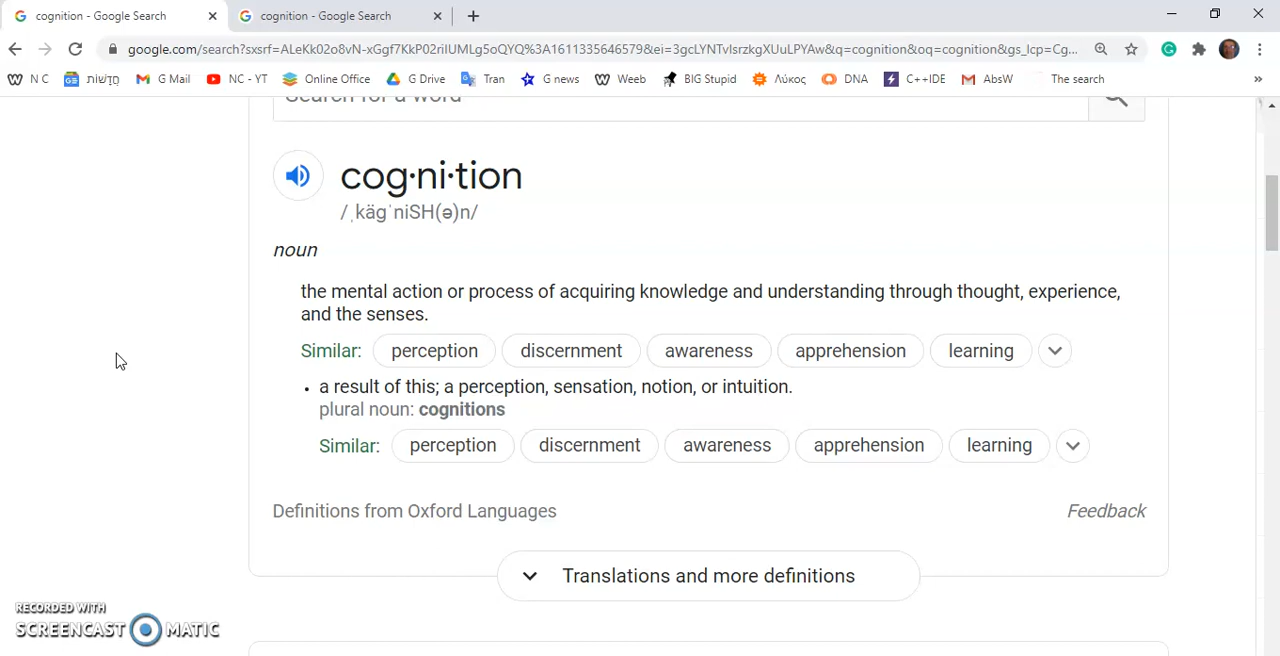 cognition - Google Search
cognition - Google Search
google.com/search?sxsrf=ALeKk02o8vN-xGgf7KkP02riIUMLg5oQYQ%3A1611335646579&ei=3gcLYNTvIsrzkgXUuLPYAw&q=cognition&oq=cognition&gs_lcp=Cg...
N C חֲדָשׁוֹת G Mail NC - YT Online Office G Drive Tran G news Weeb BIG Stupid Λύκος DNA C++IDE AbsW The search »
Search for a word
cog·ni·tion
/ˌkäɡˈniSH(ə)n/
noun
the mental action or process of acquiring knowledge and understanding through thought, experience,
and the senses.
Similar: perception discernment awareness apprehension learning
• a result of this; a perception, sensation, notion, or intuition.
plural noun: cognitions
Similar: perception discernment awareness apprehension learning
Definitions from Oxford Languages Feedback
Translations and more definitions
RECORDED WITH
SCREENCAST MATIC